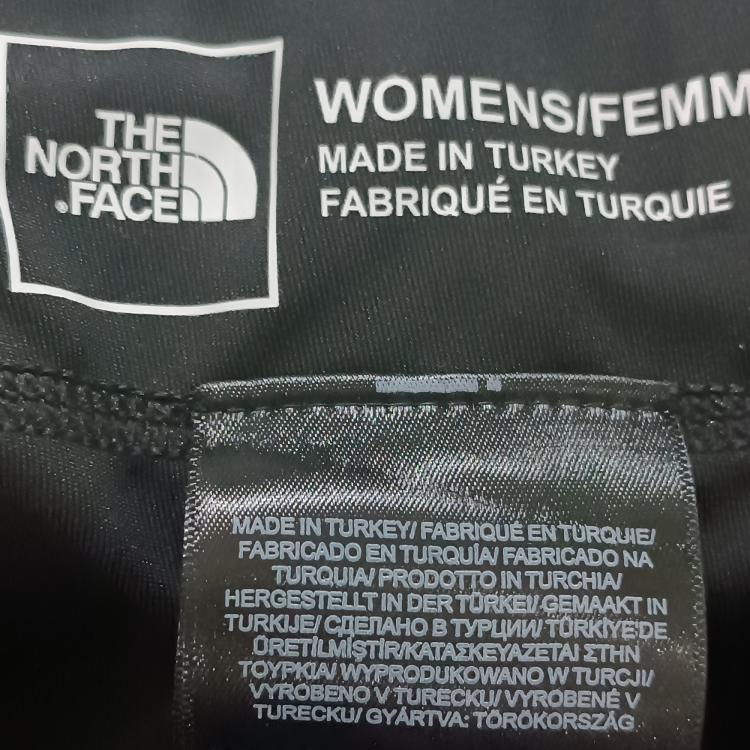 THE
NORTH
FACE
WOMENS/FEMM
MADE IN TURKEY
FABRIQUÉ EN TURQUIE
MADE IN TURKEY/ FABRIQUÉ EN TURQUIE/
FABRICADO EN TURQUÍA/ FABRICADO NA
TURQUIA/ PRODOTTO IN TURCHIA/
HERGESTELLT IN DER TÜRKEI/ GEMAAKT IN
TURKIJE/ СДЕЛАНО В ТУРЦИИ/ TÜRKİYE'DE
ÜRETİLMİŞTİR/ΚΑΤΑΣΚΕΥΑΖΕΤΑΙ ΣΤΗΝ
ΤΟΥΡΚΙΑ/ WYPRODUKOWANO W TURCJI/
VYROBENO V TURECKU/ VYROBENÉ V
TURECKU/ GYÁRTVA: TÖRÖKORSZÁG